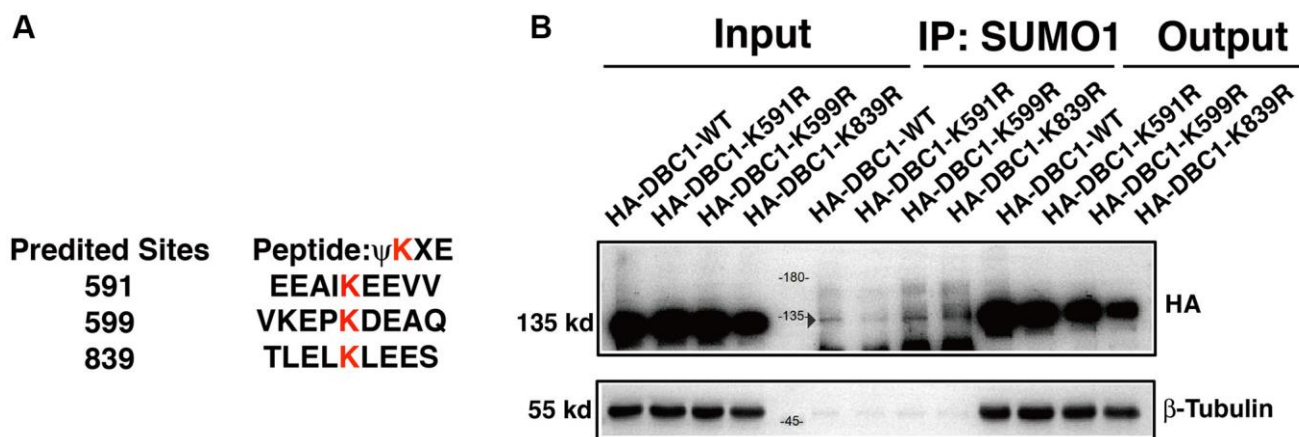 A
Predited Sites Peptide:ψKXE
591 EEAIKEEVV
599 VKEPKDEAQ
839 TLELKLEES
B
Input IP: SUMO1 Output
HA-DBC1-WT HA-DBC1-K591R HA-DBC1-K599R HA-DBC1-K839R HA-DBC1-WT HA-DBC1-K591R HA-DBC1-K599R HA-DBC1-K839R HA-DBC1-WT HA-DBC1-K591R HA-DBC1-K599R HA-DBC1-K839R
-180-
135 kd -135- HA
55 kd -45- β-Tubulin